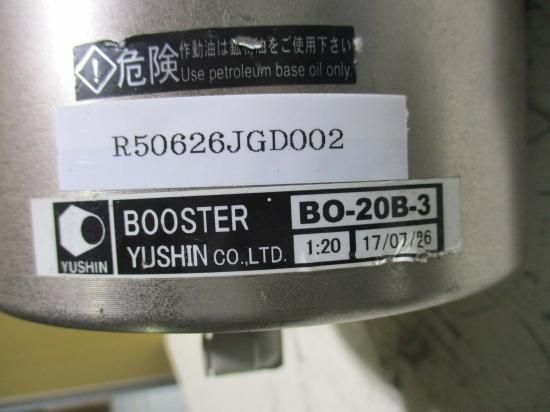 危険
作動油は鉱物油をご使用下さい
Use petroleum base oil only.
R50626JGD002
YUSHIN
BOOSTER
YUSHIN CO.,LTD.
BO-20B-3
1:20
17/07/26